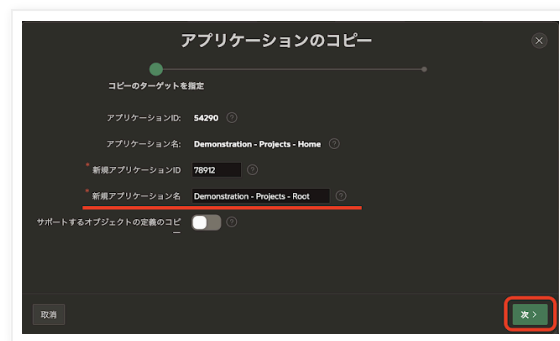 アプリケーションのコピー
コピーのターゲットを指定
アプリケーションID: 54290
アプリケーション名: Demonstration - Projects - Home
* 新規アプリケーションID 78912
* 新規アプリケーション名 Demonstration - Projects - Root
サポートするオブジェクトの定義のコピ
ー
取消
次 >